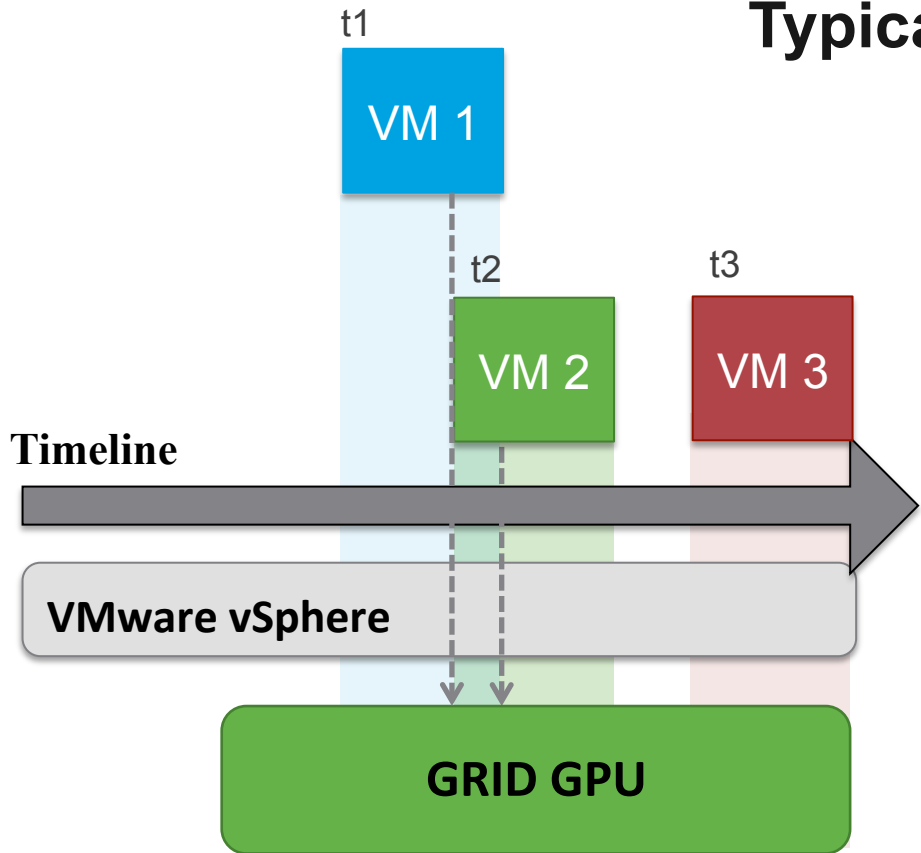 Typica
t1
VM 1
t2
t3
VM 2
VM 3
Timeline
VMware vSphere
GRID GPU